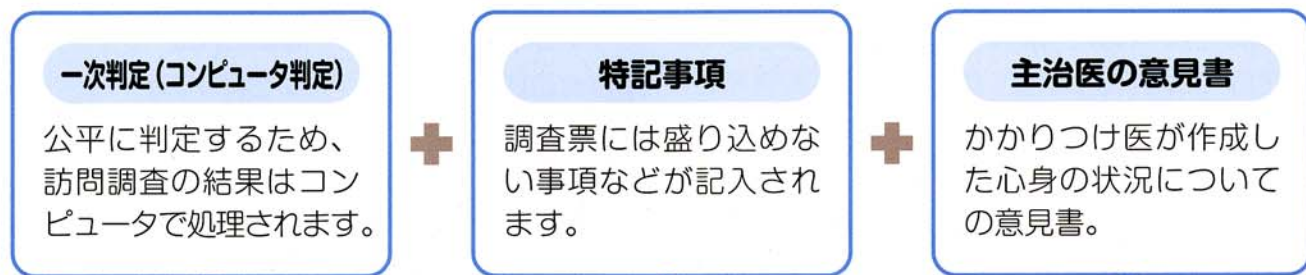 一次判定(コンピュータ判定)
公平に判定するため、
訪問調査の結果はコン
ピュータで処理されます。
特記事項
調査票には盛り込めな
い事項などが記入され
ます。
主治医の意見書
かかりつけ医が作成し
た心身の状況について
の意見書。